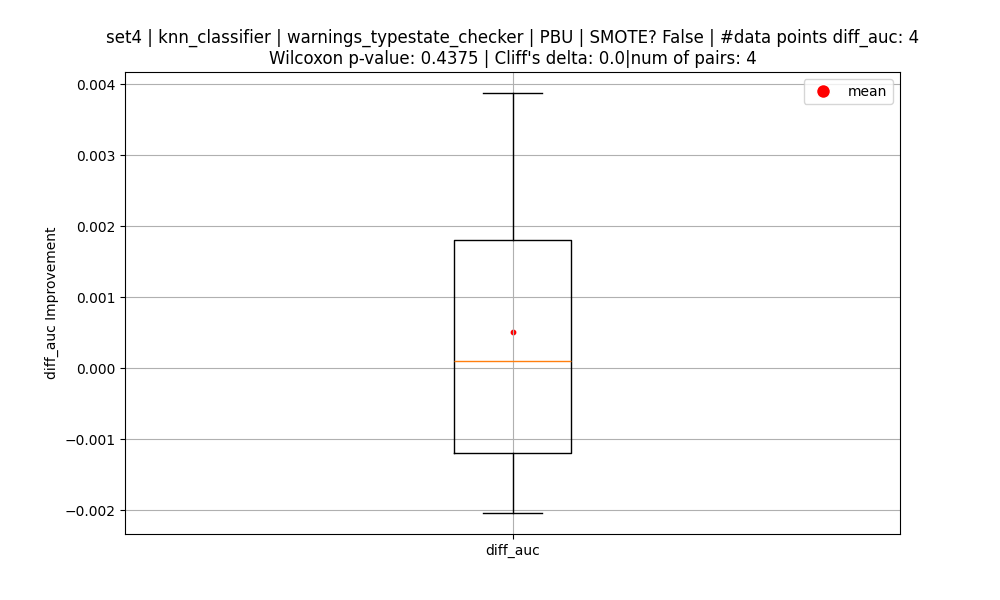 set4 | knn_classifier | warnings_typestate_checker | PBU | SMOTE? False | #data points diff_auc: 4
Wilcoxon p-value: 0.4375 | Cliff's delta: 0.0|num of pairs: 4
mean
0.004
0.003
0.002
0.001
0.000
−0.001
−0.002
diff_auc Improvement
diff_auc